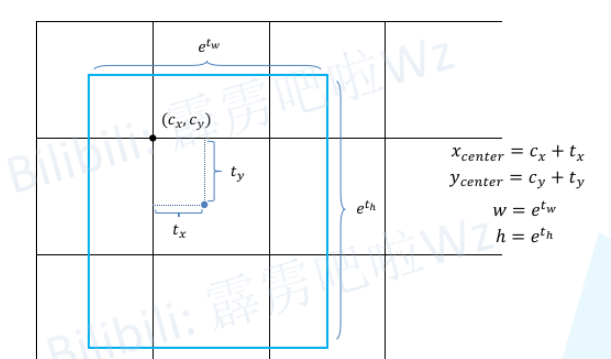 e^{t_w}
Bilibili: 霹雳吧啦Wz
(c_x, c_y)
t_y
t_x
e^{t_h}
x_{center} = c_x + t_x
y_{center} = c_y + t_y
w = e^{t_w}
h = e^{t_h}
Bilibili: 霹雳吧啦Wz